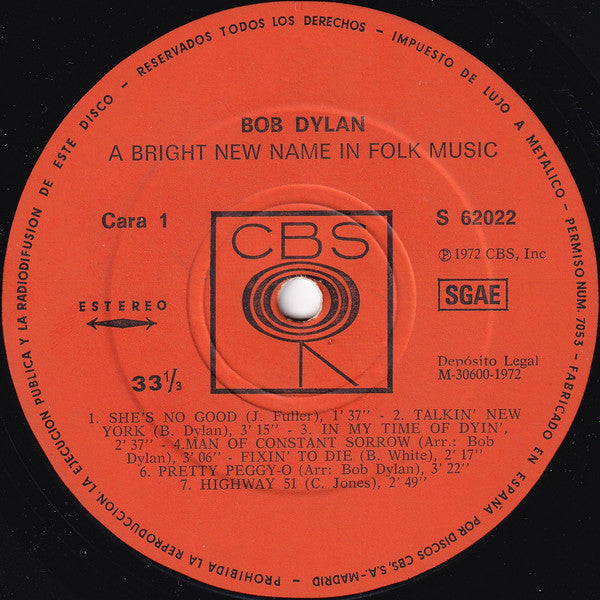 PROHIBIDA LA REPRODUCCION, LA EJECUCION PUBLICA Y LA RADIODIFUSION DE ESTE DISCO - RESERVADOS TODOS LOS DERECHOS - IMPUESTO DE LUJO A METALICO - PERMISO NUM. 7053 - FABRICADO EN ESPAÑA POR DISCOS CBS, S.A.-MADRID -
BOB DYLAN
A BRIGHT NEW NAME IN FOLK MUSIC
Cara 1
S 62022
CBS
℗ 1972 CBS, Inc
ESTEREO
SGAE
33⅓
Depósito Legal
M-30600-1972
1. SHE'S NO GOOD (J. Fuller), 1' 37" - 2. TALKIN' NEW
YORK (B. Dylan), 3' 15" - 3. IN MY TIME OF DYIN',
2' 37" - 4.MAN OF CONSTANT SORROW (Arr.: Bob
Dylan), 3' 06" - FIXIN' TO DIE (B. White), 2' 17"
6. PRETTY PEGGY-O (Arr: Bob Dylan), 3' 22"
7. HIGHWAY 51 (C. Jones), 2' 49"